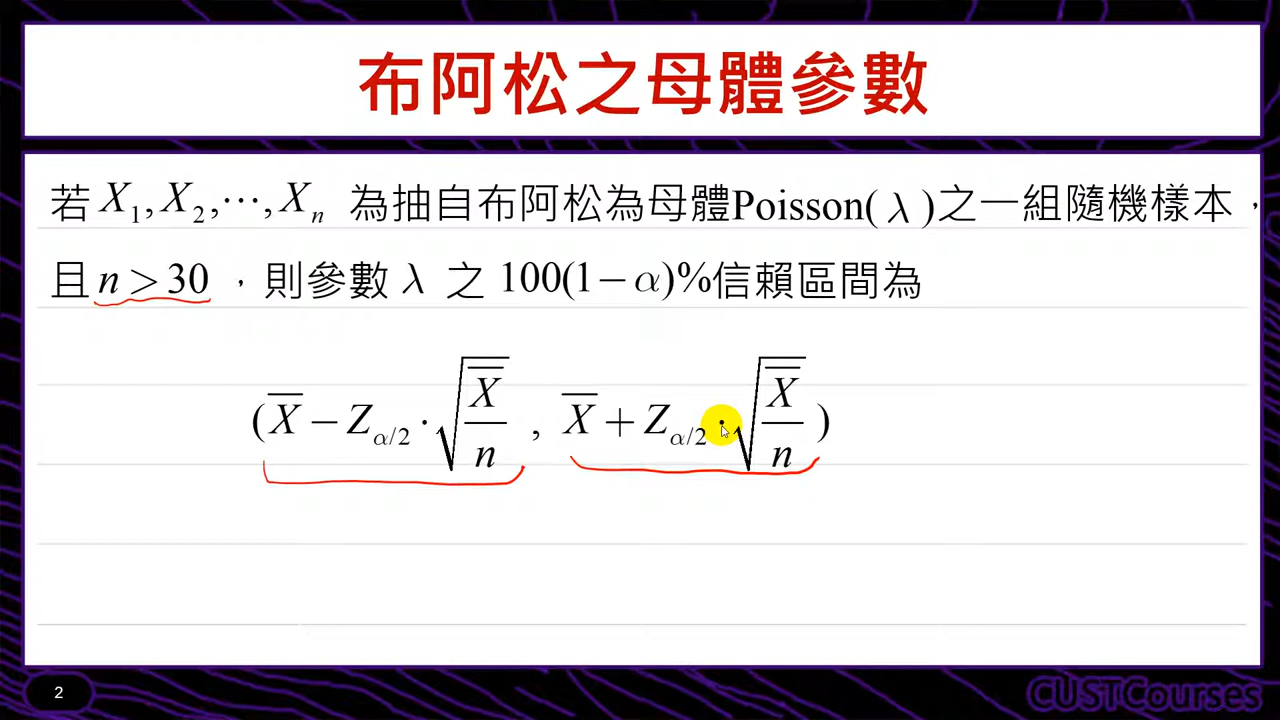 布阿松之母體參數
若 X₁, X₂, ⋯, Xₙ 為抽自布阿松為母體Poisson( λ )之一組隨機樣本，
且 n > 30 ，則參數 λ 之 100(1−α)%信賴區間為
( X̅ − Z_{α/2} · √(X̅/n) , X̅ + Z_{α/2} · √(X̅/n) )
2
CUSTCourses